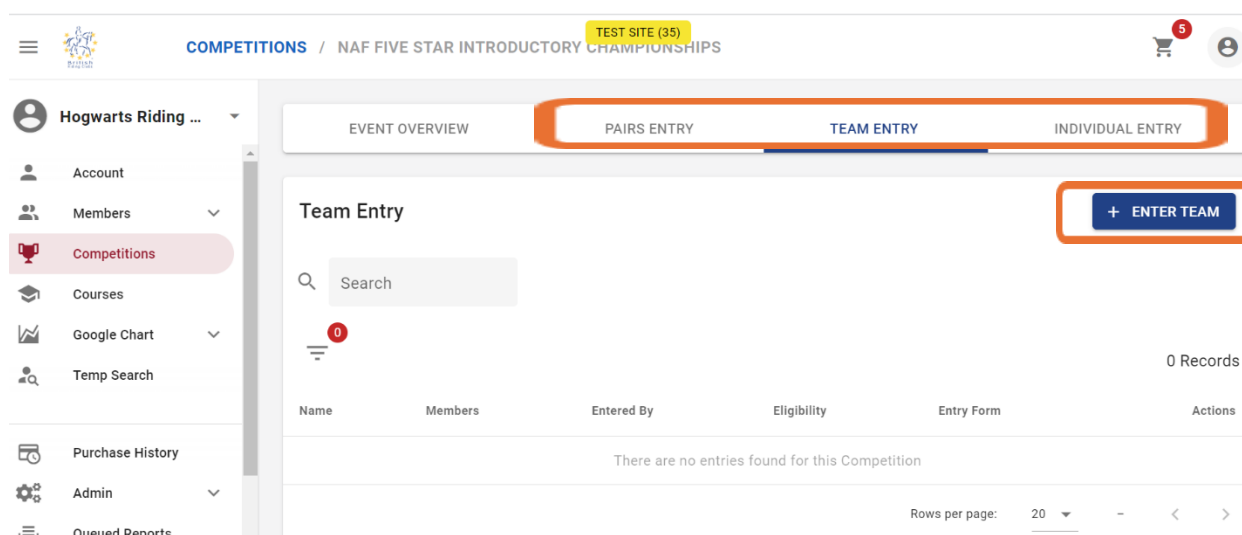 TEST SITE (35)
COMPETITIONS / NAF FIVE STAR INTRODUCTORY CHAMPIONSHIPS
5
British
Hogwarts Riding ...
EVENT OVERVIEW
PAIRS ENTRY
TEAM ENTRY
INDIVIDUAL ENTRY
Account
Members
Competitions
Courses
Google Chart
Temp Search
Purchase History
Admin
Queued Reports
Team Entry
+ ENTER TEAM
Search
0
0 Records
Name Members Entered By Eligibility Entry Form Actions
There are no entries found for this Competition
Rows per page: 20 –